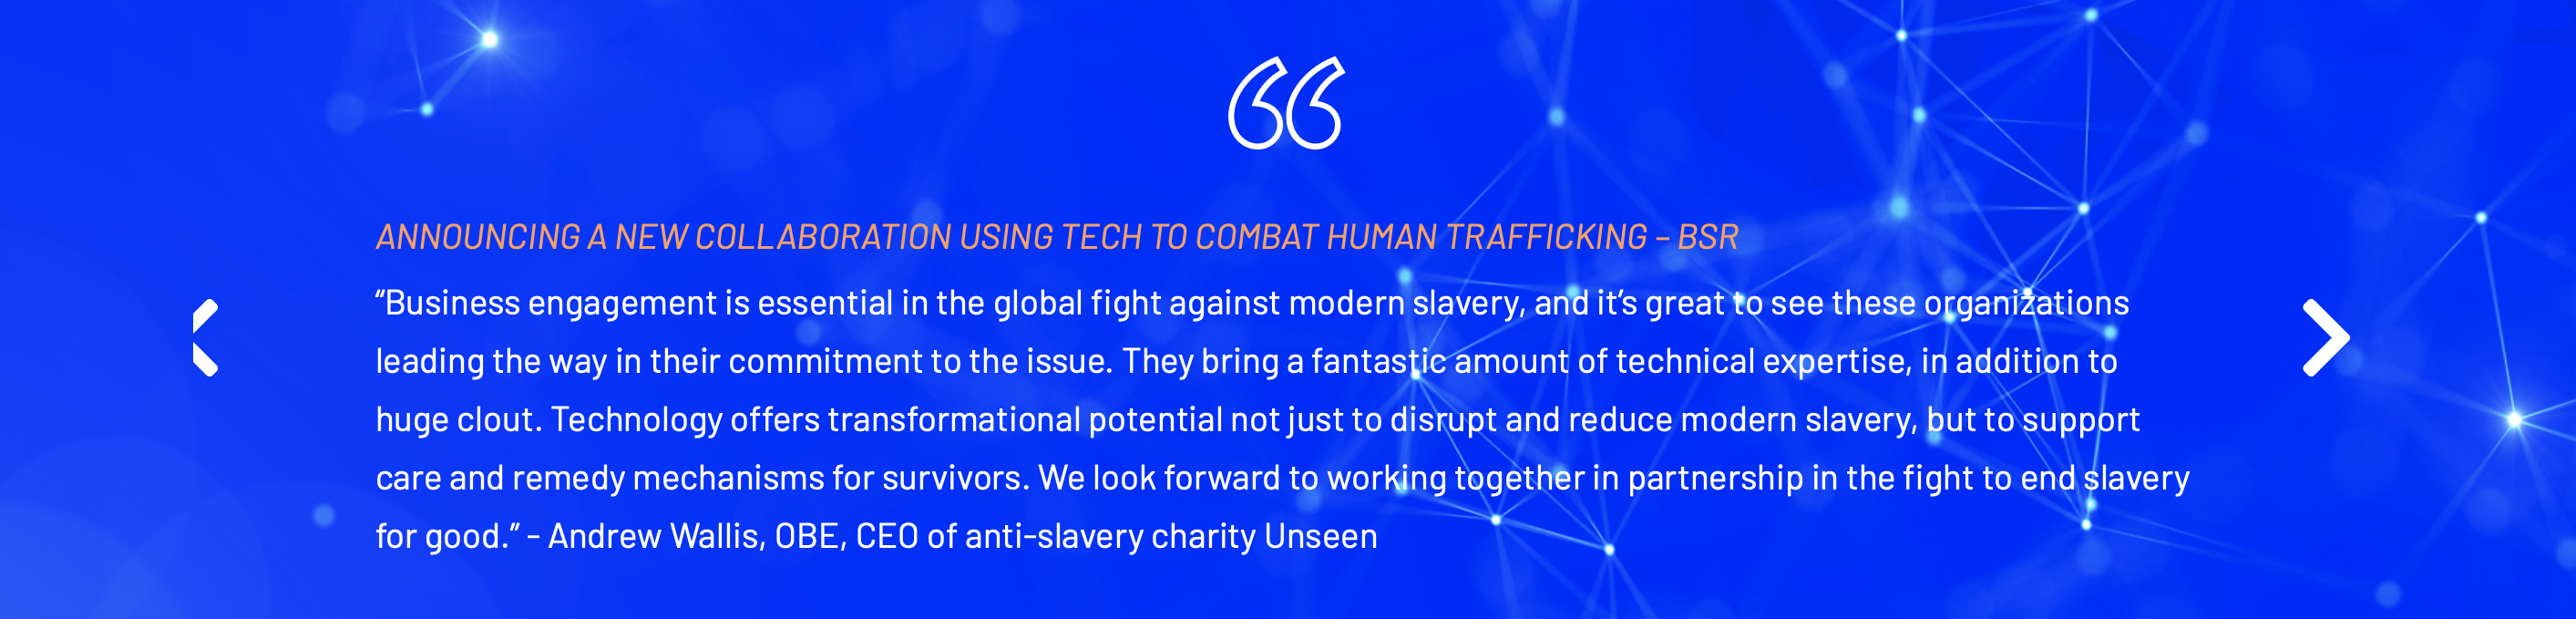 “
ANNOUNCING A NEW COLLABORATION USING TECH TO COMBAT HUMAN TRAFFICKING – BSR
“Business engagement is essential in the global fight against modern slavery, and it’s great to see these organizations
leading the way in their commitment to the issue. They bring a fantastic amount of technical expertise, in addition to
huge clout. Technology offers transformational potential not just to disrupt and reduce modern slavery, but to support
care and remedy mechanisms for survivors. We look forward to working together in partnership in the fight to end slavery
for good.” - Andrew Wallis, OBE, CEO of anti-slavery charity Unseen